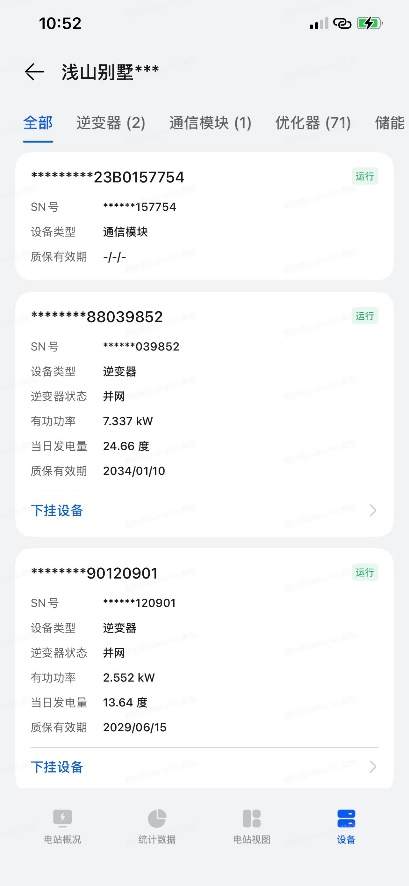 10:52
浅山别墅***
全部 逆变器 (2) 通信模块 (1) 优化器 (71) 储能
*********23B0157754 运行
SN 号 ******157754
设备类型 通信模块
质保有效期 -/-/-
********88039852 运行
SN 号 ******039852
设备类型 逆变器
逆变器状态 并网
有功功率 7.337 kW
当日发电量 24.66 度
质保有效期 2034/01/10
下挂设备
********90120901 运行
SN 号 ******120901
设备类型 逆变器
逆变器状态 并网
有功功率 2.552 kW
当日发电量 13.64 度
质保有效期 2029/06/15
下挂设备
电站概况 统计数据 电站视图 设备